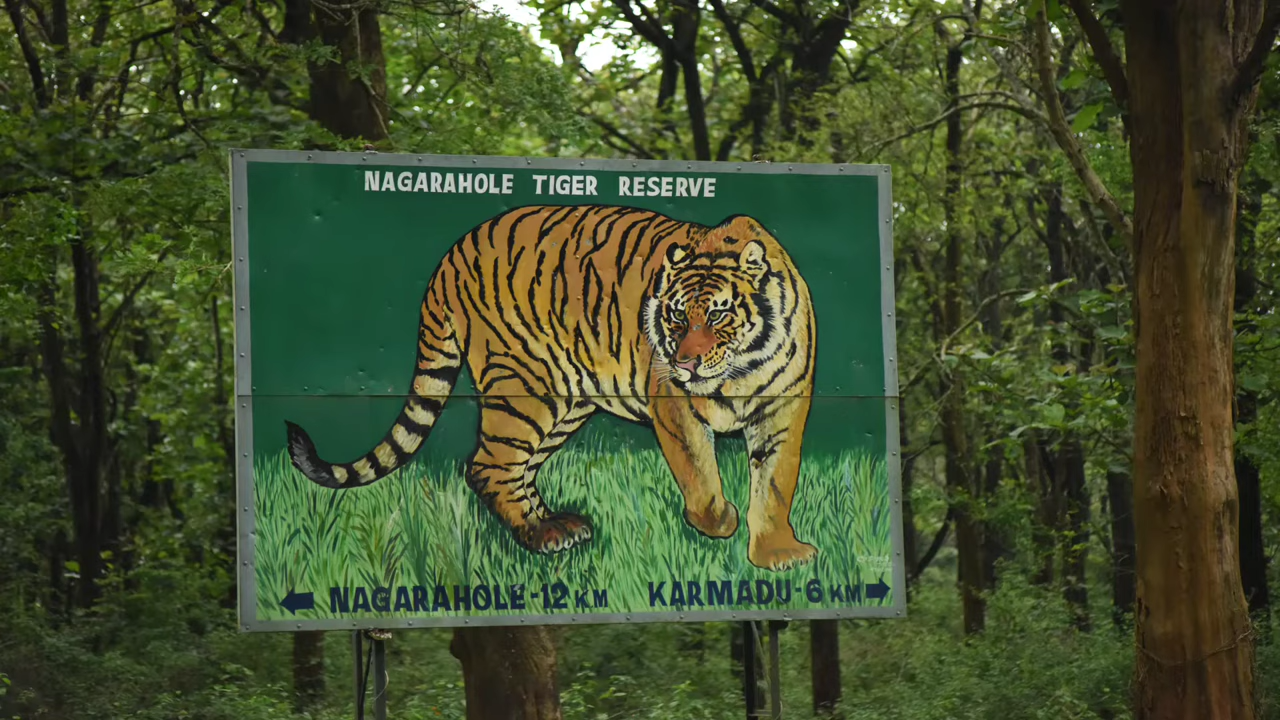 NAGARAHOLE TIGER RESERVE
← NAGARAHOLE-12 KM KARMADU-6 KM →